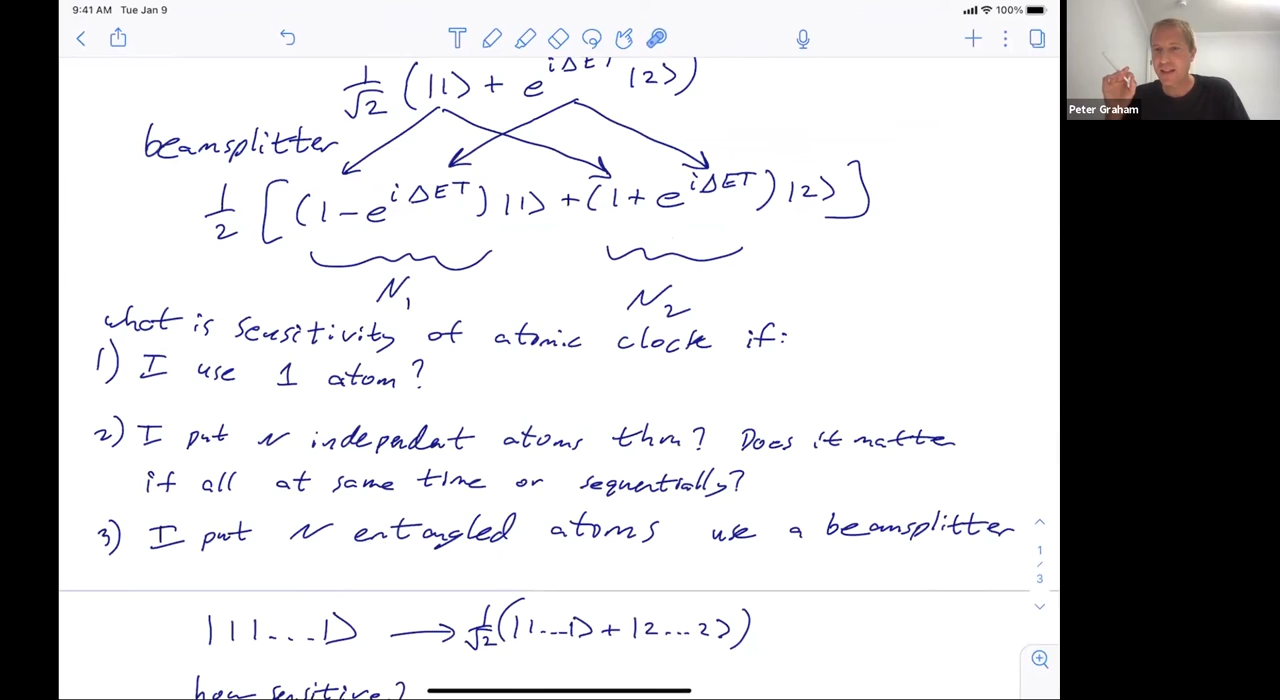 9:41 AM Tue Jan 9
100%
1/√2 (|1⟩ + e^{iΔET} |2⟩)
beamsplitter
1/2 [(1-e^{iΔET}) |1⟩ + (1+e^{iΔET}) |2⟩]
N₁ N₂
what is sensitivity of atomic clock if:
1) I use 1 atom?
2) I put N independat atoms thru? Does it matter
if all at same time or sequentially?
3) I put N entangled atoms use a beamsplitter
|11...1⟩ → 1/√2 (|1...1⟩ + |2...2⟩)
how sensitive?
1/3
Peter Graham